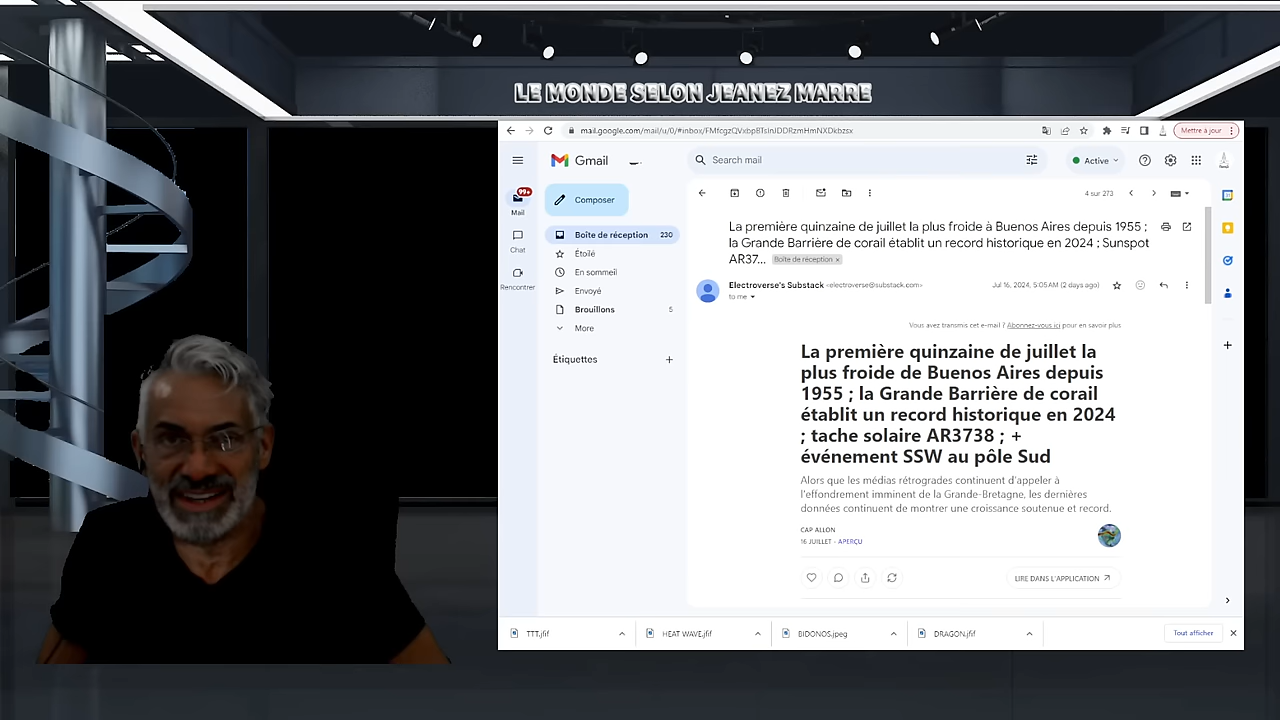 LE MONDE SELON JEANEZ MARRE
mail.google.com/mail/u/0/#inbox/FMfcgzQVxbpBTslnJDDRzmHmNXDkbzsx
Mettre à jour
Gmail
Search mail
Active
99+
Mail
Composer
4 sur 273
Chat
Boîte de réception 230
Étoilé
En sommeil
Rencontrer
Envoyé
Brouillons 5
More
Étiquettes
La première quinzaine de juillet la plus froide à Buenos Aires depuis 1955 ;
la Grande Barrière de corail établit un record historique en 2024 ; Sunspot
AR37... Boîte de réception ×
Electroverse's Substack <electroverse@substack.com>
Jul 16, 2024, 5:05 AM (2 days ago)
to me
Vous avez transmis cet e-mail ? Abonnez-vous ici pour en savoir plus
La première quinzaine de juillet la
plus froide de Buenos Aires depuis
1955 ; la Grande Barrière de corail
établit un record historique en 2024
; tache solaire AR3738 ; +
événement SSW au pôle Sud
Alors que les médias rétrogrades continuent d'appeler à
l'effondrement imminent de la Grande-Bretagne, les dernières
données continuent de montrer une croissance soutenue et record.
CAP ALLON
16 JUILLET - APERÇU
LIRE DANS L'APPLICATION
TTT.jfif
HEAT WAVE.jfif
BIDONOS.jpeg
DRAGON.jfif
Tout afficher